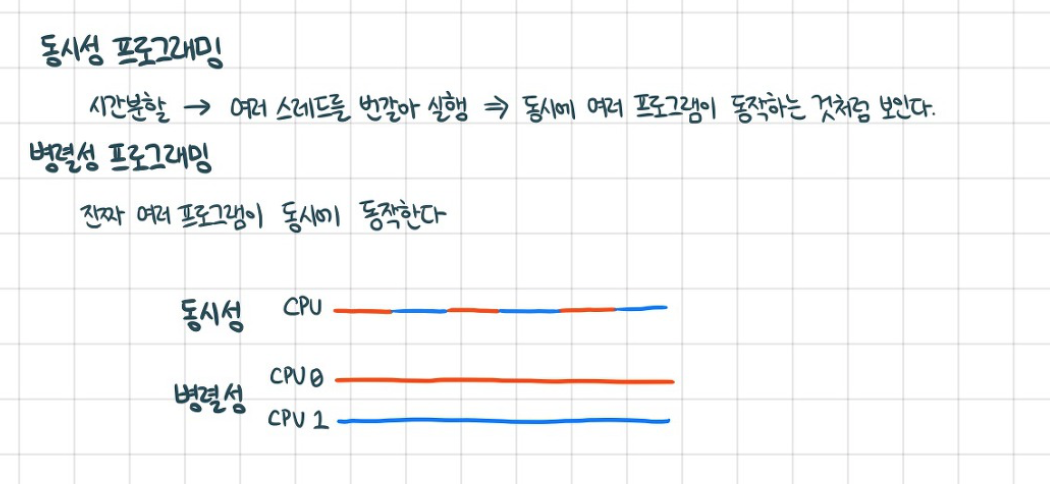 동시성 프로그래밍
시간분할 → 여러 스레드를 번갈아 실행 ⇒ 동시에 여러 프로그램이 동작하는 것처럼 보인다.
병렬성 프로그래밍
진짜 여러 프로그램이 동시에 동작한다
동시성 CPU
병렬성
CPU 0
CPU 1